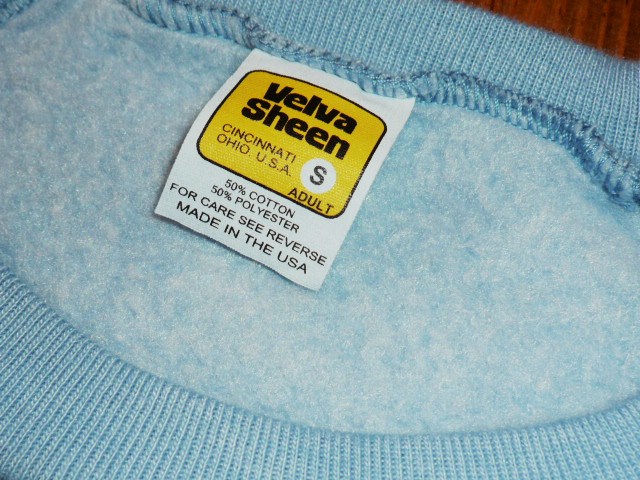 Velva
Sheen
CINCINNATI
OHIO. U.S.A.
S
ADULT
50% COTTON
50% POLYESTER
FOR CARE SEE REVERSE
MADE IN THE USA